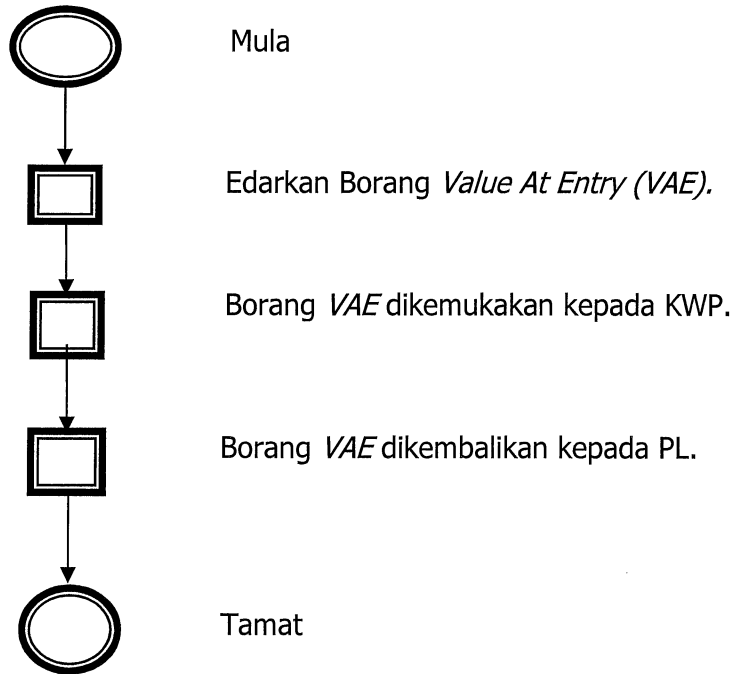 Mula
Edarkan Borang Value At Entry (VAE).
Borang VAE dikemukakan kepada KWP.
Borang VAE dikembalikan kepada PL.
Tamat